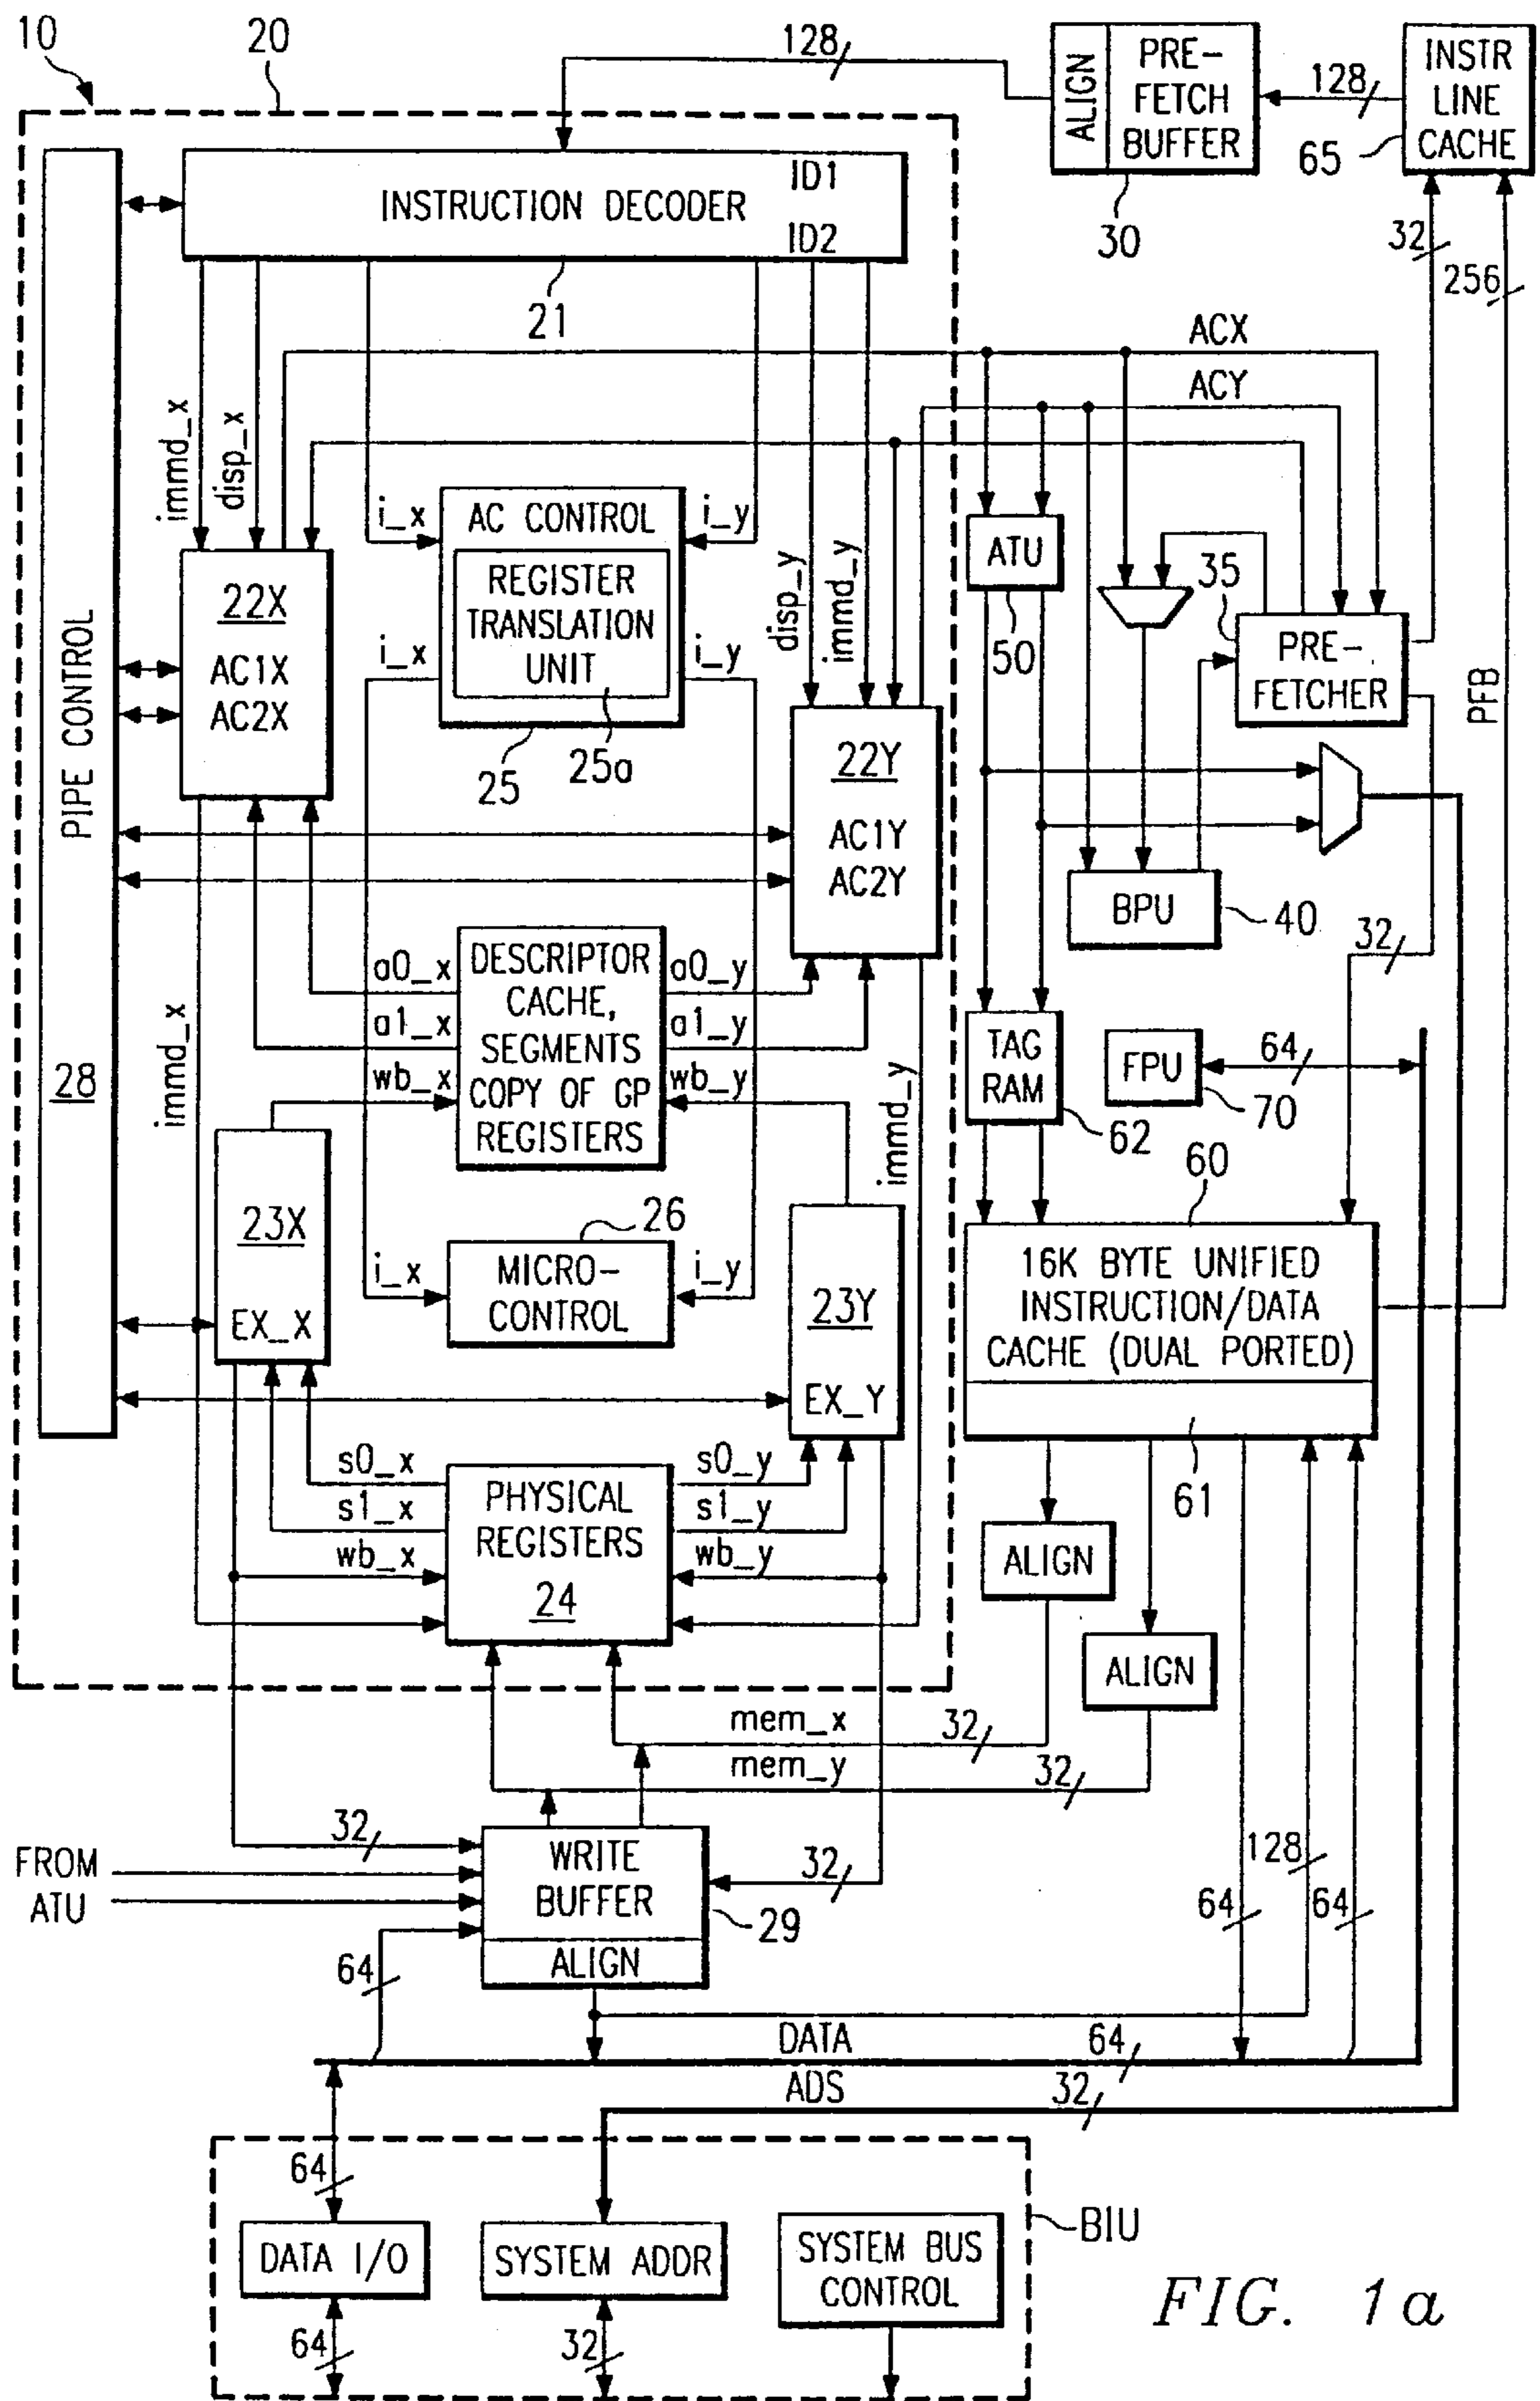 10
20
128
ALIGN
PRE-
FETCH
BUFFER
30
128
INSTR
LINE
CACHE
65
32
256
PFB
ID1
INSTRUCTION DECODER
ID2
21
ACX
ACY
immd_x
disp_x
i_x
AC CONTROL
i_y
REGISTER
TRANSLATION
UNIT
i_x
i_y
25
25a
disp_y
immd_y
ATU
50
35
PRE-
FETCHER
PIPE CONTROL
28
22X
AC1X
AC2X
22Y
AC1Y
AC2Y
BPU
40
32
immd_x
a0_x
a1_x
wb_x
DESCRIPTOR
CACHE,
SEGMENTS
COPY OF GP
REGISTERS
a0_y
a1_y
wb_y
immd_y
TAG
RAM
62
FPU
70
64
60
16K BYTE UNIFIED
INSTRUCTION/DATA
CACHE (DUAL PORTED)
61
23X
EX_X
26
i_x
MICRO-
CONTROL
i_y
23Y
EX_Y
s0_x
s1_x
wb_x
PHYSICAL
REGISTERS
24
s0_y
s1_y
wb_y
ALIGN
ALIGN
mem_x
32
mem_y
32
32
FROM
ATU
WRITE
BUFFER
ALIGN
32
29
64
128
64
64
DATA
64
ADS
32
64
DATA I/O
64
SYSTEM ADDR
32
SYSTEM BUS
CONTROL
BIU
FIG. 1a